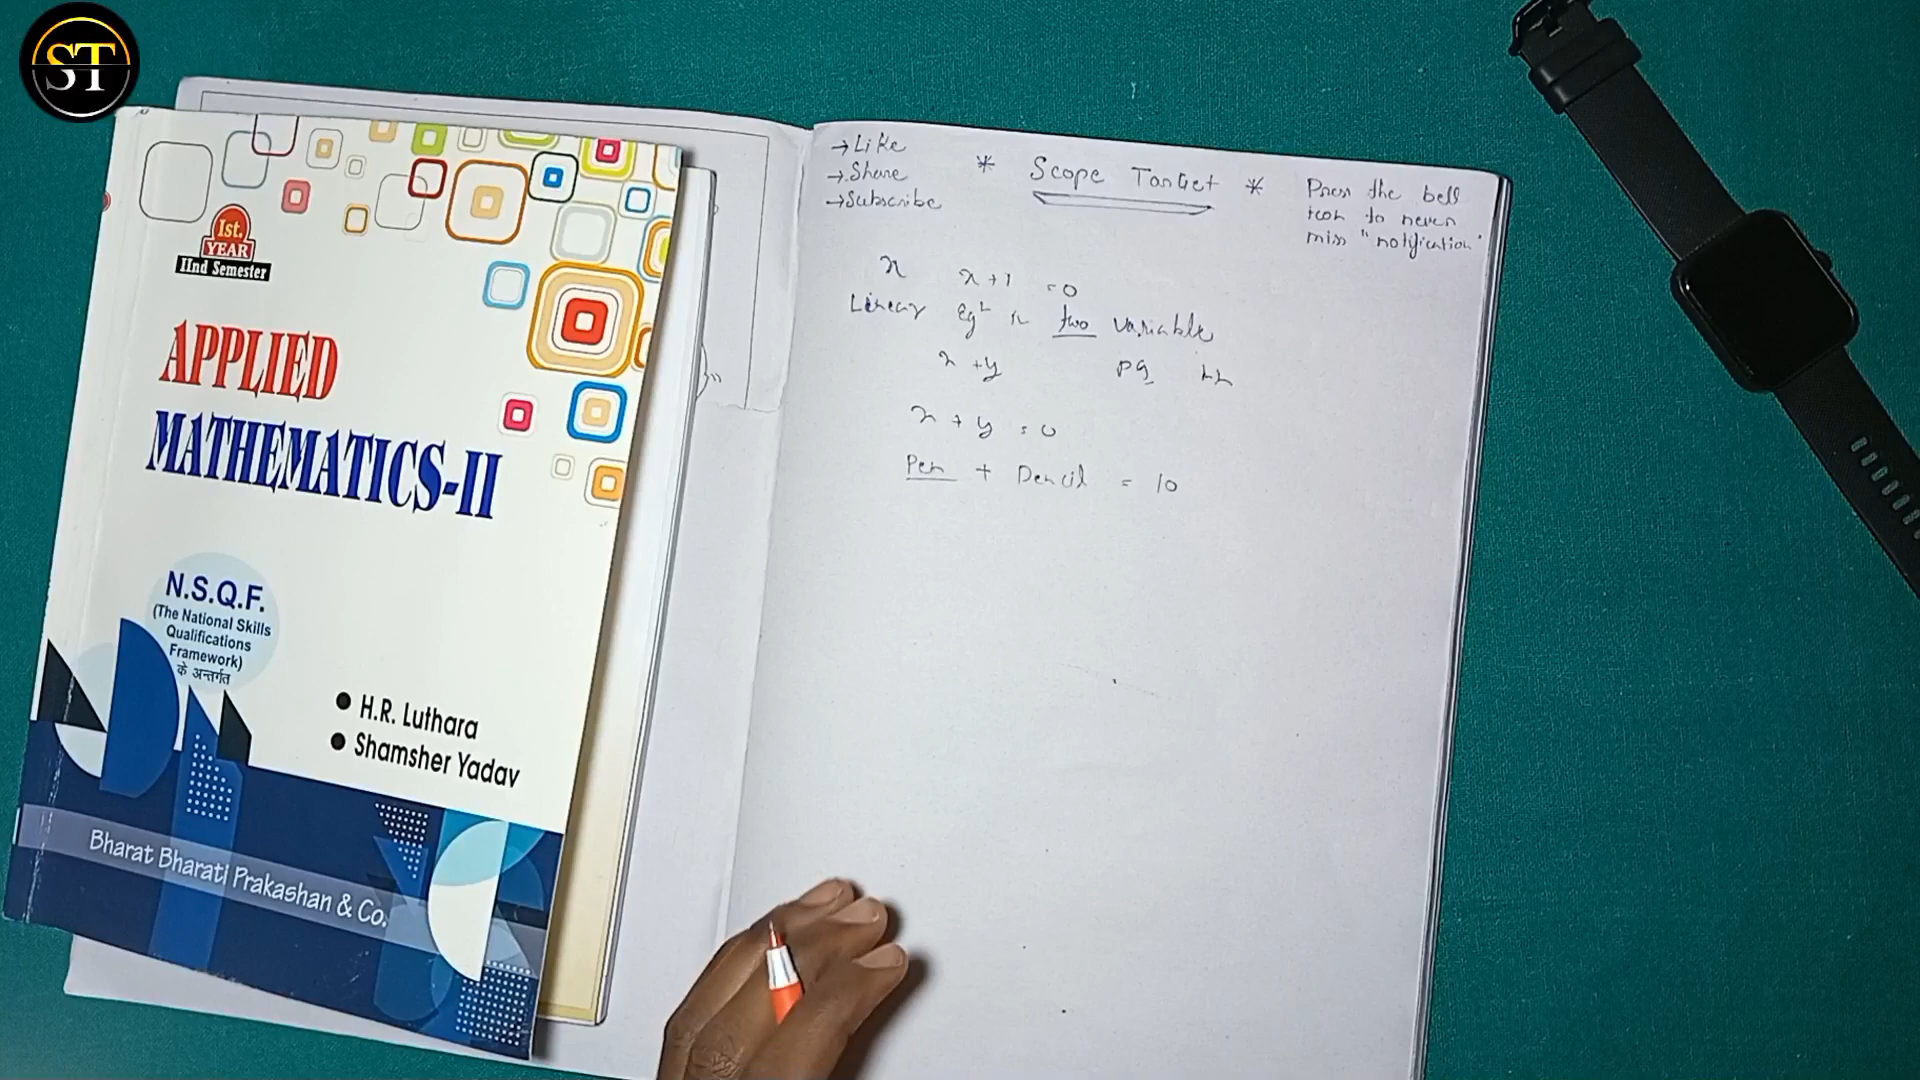 ST
1st.
YEAR
IInd Semester
APPLIED
MATHEMATICS-II
N.S.Q.F.
(The National Skills
Qualifications
Framework)
के अन्तर्गत
H.R. Luthara
Shamsher Yadav
Bharat Bharati Prakashan & Co.
→ Like
→ Share
→ Subscribe
* Scope Target *
Press the bell
icon to never
miss "notification"
x x+1 =0
Linear Eqn in two variable
x +y pq
x + y = 0
Pen + Pencil = 10